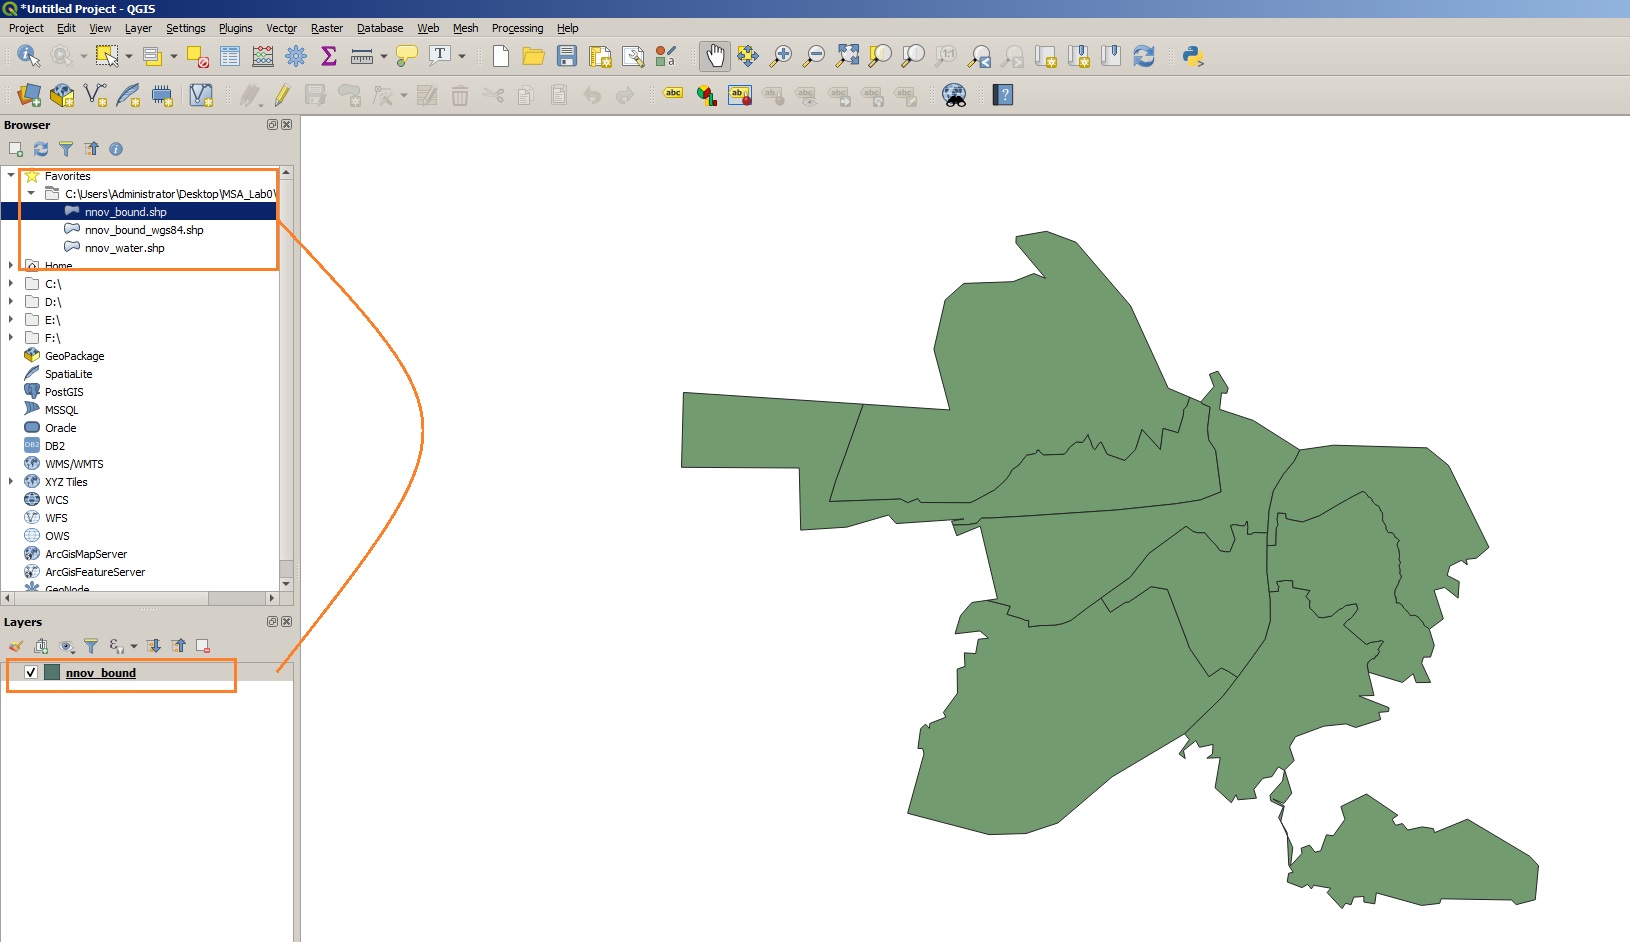 *Untitled Project - QGIS
Project Edit View Layer Settings Plugins Vector Raster Database Web Mesh Processing Help
Browser
Favorites
C:\Users\Administrator\Desktop\MSA_Lab0\
nnov_bound.shp
nnov_bound_wgs84.shp
nnov_water.shp
Home
C:\
D:\
E:\
F:\
GeoPackage
SpatiaLite
PostGIS
MSSQL
Oracle
DB2
WMS/WMTS
XYZ Tiles
WCS
WFS
OWS
ArcGisMapServer
ArcGisFeatureServer
GeoNode
Layers
nnov_bound